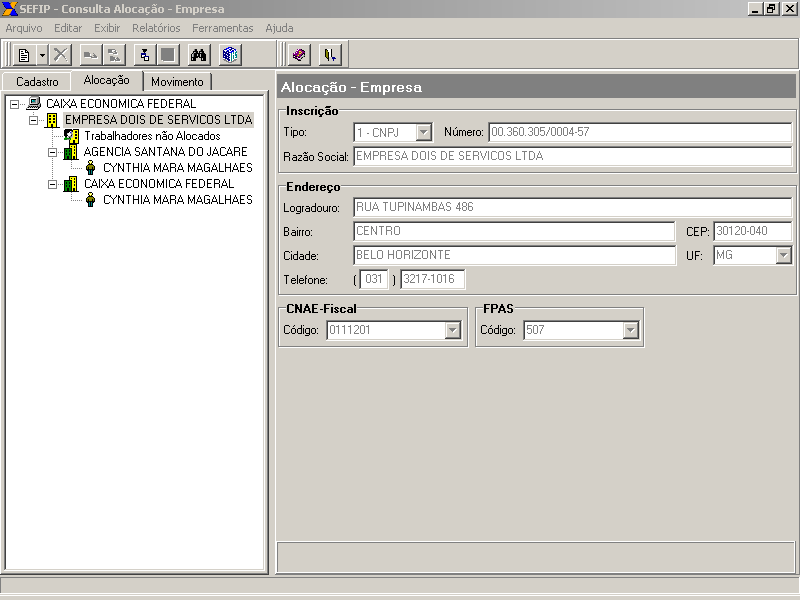 SEFIP - Consulta Alocação - Empresa
Arquivo Editar Exibir Relatórios Ferramentas Ajuda
Cadastro Alocação Movimento
CAIXA ECONOMICA FEDERAL
EMPRESA DOIS DE SERVICOS LTDA
Trabalhadores não Alocados
AGENCIA SANTANA DO JACARE
CYNTHIA MARA MAGALHAES
CAIXA ECONOMICA FEDERAL
CYNTHIA MARA MAGALHAES
Alocação - Empresa
Inscrição
Tipo: 1 - CNPJ Número: 00.360.305/0004-57
Razão Social: EMPRESA DOIS DE SERVICOS LTDA
Endereço
Logradouro: RUA TUPINAMBAS 486
Bairro: CENTRO CEP: 30120-040
Cidade: BELO HORIZONTE UF: MG
Telefone: ( 031 ) 3217-1016
CNAE-Fiscal FPAS
Código: 0111201 Código: 507